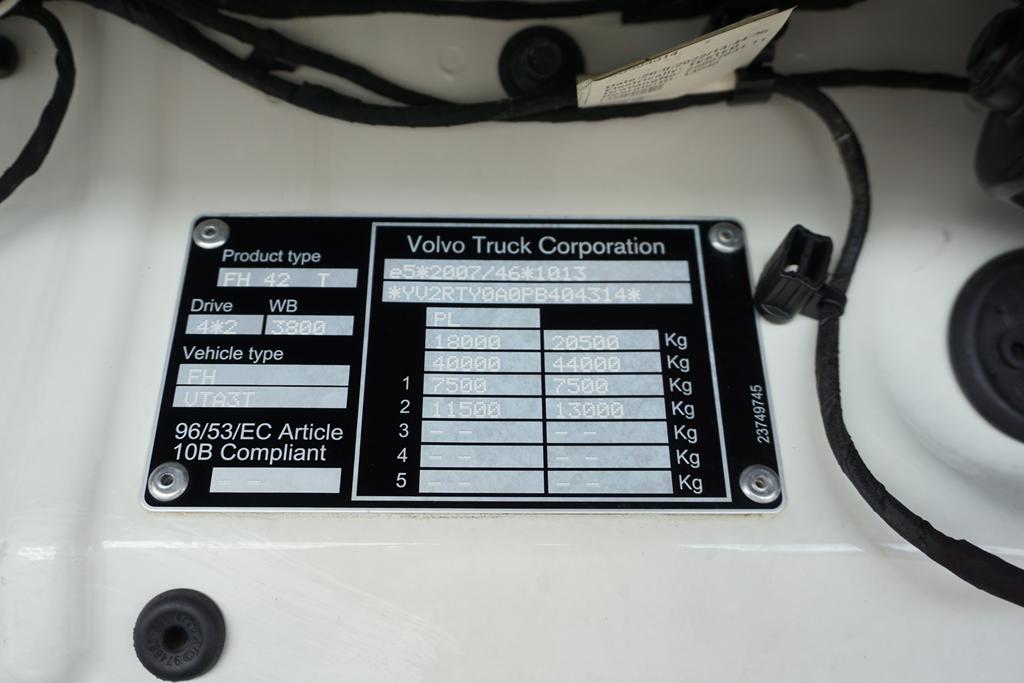 Volvo Truck Corporation
Product type
FH 42 T
e5*2007/46*1013
*YV2RTY0A0PB404314*
Drive WB
4*2 3800
PL
18000 20500 Kg
40000 44000 Kg
Vehicle type
FH
VTA3T
1 7500 7500 Kg
2 11500 13000 Kg
3 -- -- Kg
4 -- -- Kg
5 -- -- Kg
96/53/EC Article
10B Compliant
-- --
23749745